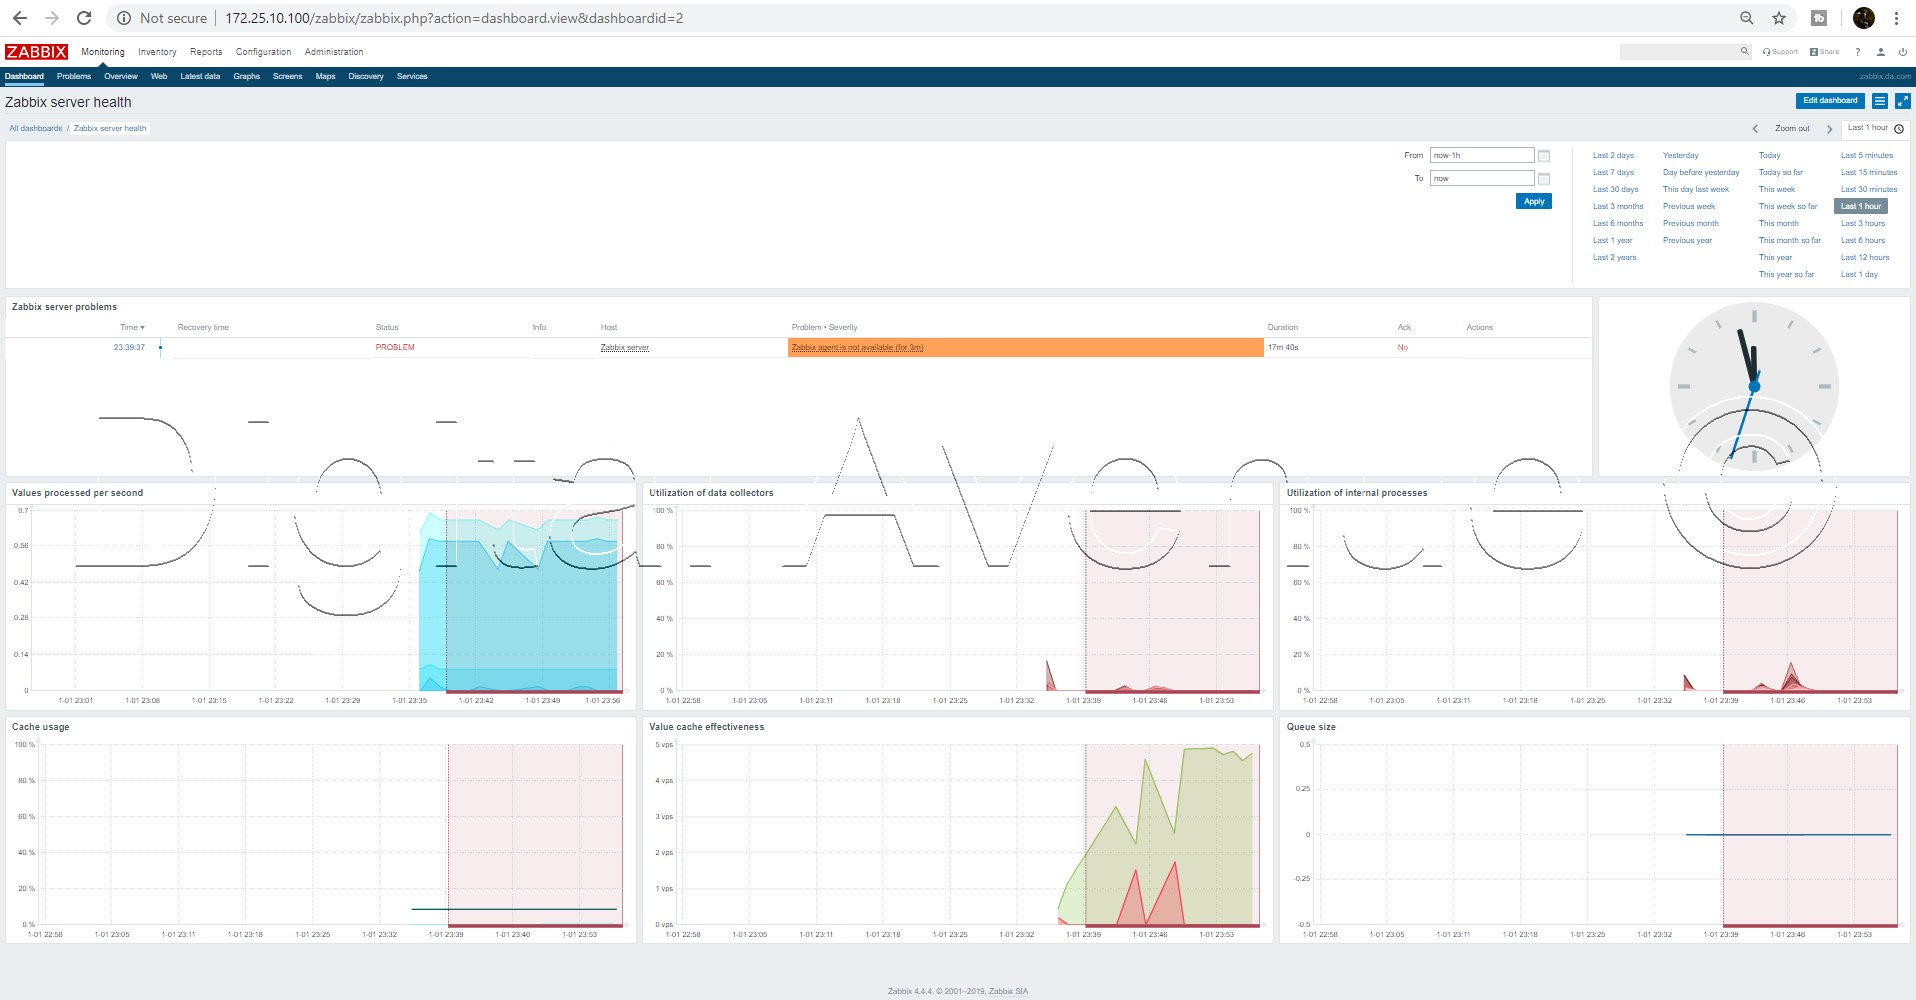 Not secure | 172.25.10.100/zabbix/zabbix.php?action=dashboard.view&dashboardid=2
ZABBIX Monitoring Inventory Reports Configuration Administration Support Share ?
Dashboard Problems Overview Web Latest data Graphs Screens Maps Discovery Services zabbix.da.com
Zabbix server health Edit dashboard
All dashboards / Zabbix server health Zoom out Last 1 hour
From now-1h Last 2 days Yesterday Today Last 5 minutes
Last 7 days Day before yesterday Today so far Last 15 minutes
To now Last 30 days This day last week This week Last 30 minutes
Apply Last 3 months Previous week This week so far Last 1 hour
Last 6 months Previous month This month Last 3 hours
Last 1 year Previous year This month so far Last 6 hours
Last 2 years This year Last 12 hours
This year so far Last 1 day
Zabbix server problems
Time Recovery time Status Info Host Problem • Severity Duration Ack Actions
23:39:37 PROBLEM Zabbix server Zabbix agent is not available (for 3m) 17m 40s No
Values processed per second
0.7
0.56
0.42
0.28
0.14
0
1-01 23:01 1-01 23:08 1-01 23:15 1-01 23:22 1-01 23:29 1-01 23:35 1-01 23:42 1-01 23:49 1-01 23:56
Utilization of data collectors
100 %
80 %
60 %
40 %
20 %
0 %
1-01 22:58 1-01 23:05 1-01 23:11 1-01 23:18 1-01 23:25 1-01 23:32 1-01 23:39 1-01 23:46 1-01 23:53
Utilization of internal processes
100 %
80 %
60 %
40 %
20 %
0 %
1-01 22:58 1-01 23:05 1-01 23:11 1-01 23:18 1-01 23:25 1-01 23:32 1-01 23:39 1-01 23:46 1-01 23:53
Cache usage
100 %
80 %
60 %
40 %
20 %
0 %
1-01 22:58 1-01 23:05 1-01 23:11 1-01 23:18 1-01 23:25 1-01 23:32 1-01 23:39 1-01 23:46 1-01 23:53
Value cache effectiveness
5 vps
4 vps
3 vps
2 vps
1 vps
0 vps
1-01 22:58 1-01 23:05 1-01 23:11 1-01 23:18 1-01 23:25 1-01 23:32 1-01 23:39 1-01 23:46 1-01 23:53
Queue size
0.5
0.25
0
-0.25
-0.5
1-01 22:58 1-01 23:05 1-01 23:11 1-01 23:18 1-01 23:25 1-01 23:32 1-01 23:39 1-01 23:46 1-01 23:53
Zabbix 4.4.4. © 2001–2019, Zabbix SIA